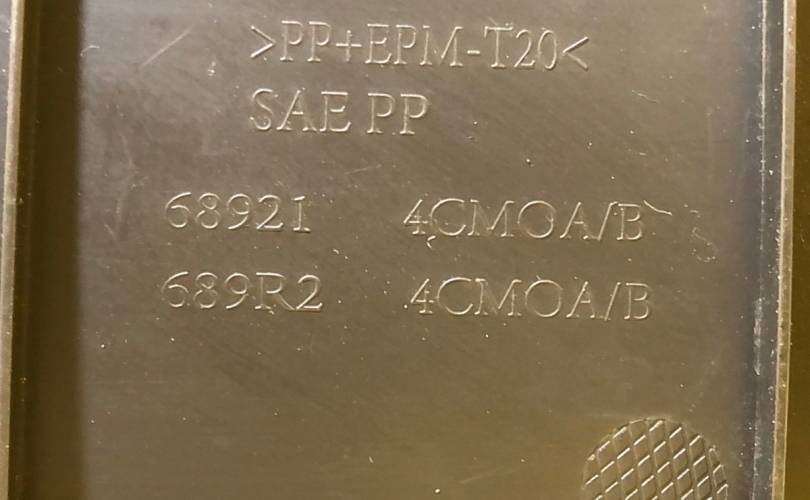 >PP+EPM-T20<
SAE PP
68921 4CMOA/B
689R2 4CMOA/B